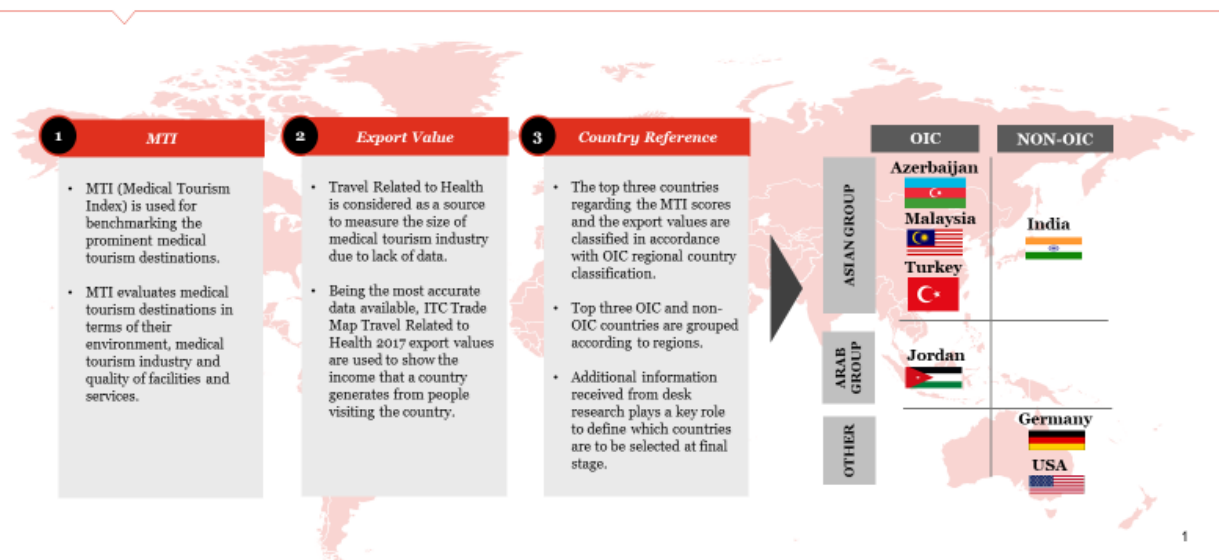 1
MTI
• MTI (Medical Tourism
Index) is used for
benchmarking the
prominent medical
tourism destinations.
• MTI evaluates medical
tourism destinations in
terms of their
environment, medical
tourism industry and
quality of facilities and
services.
2
Export Value
• Travel Related to Health
is considered as a source
to measure the size of
medical tourism industry
due to lack of data.
• Being the most accurate
data available, ITC Trade
Map Travel Related to
Health 2017 export values
are used to show the
income that a country
generates from people
visiting the country.
3
Country Reference
• The top three countries
regarding the MTI scores
and the export values are
classified in accordance
with OIC regional country
classification.
• Top three OIC and non-
OIC countries are grouped
according to regions.
• Additional information
received from desk
research plays a key role
to define which countries
are to be selected at final
stage.
OIC
NON-OIC
ASIAN GROUP
Azerbaijan
Malaysia
Turkey
India
ARAB
GROUP
Jordan
OTHER
Germany
USA
1